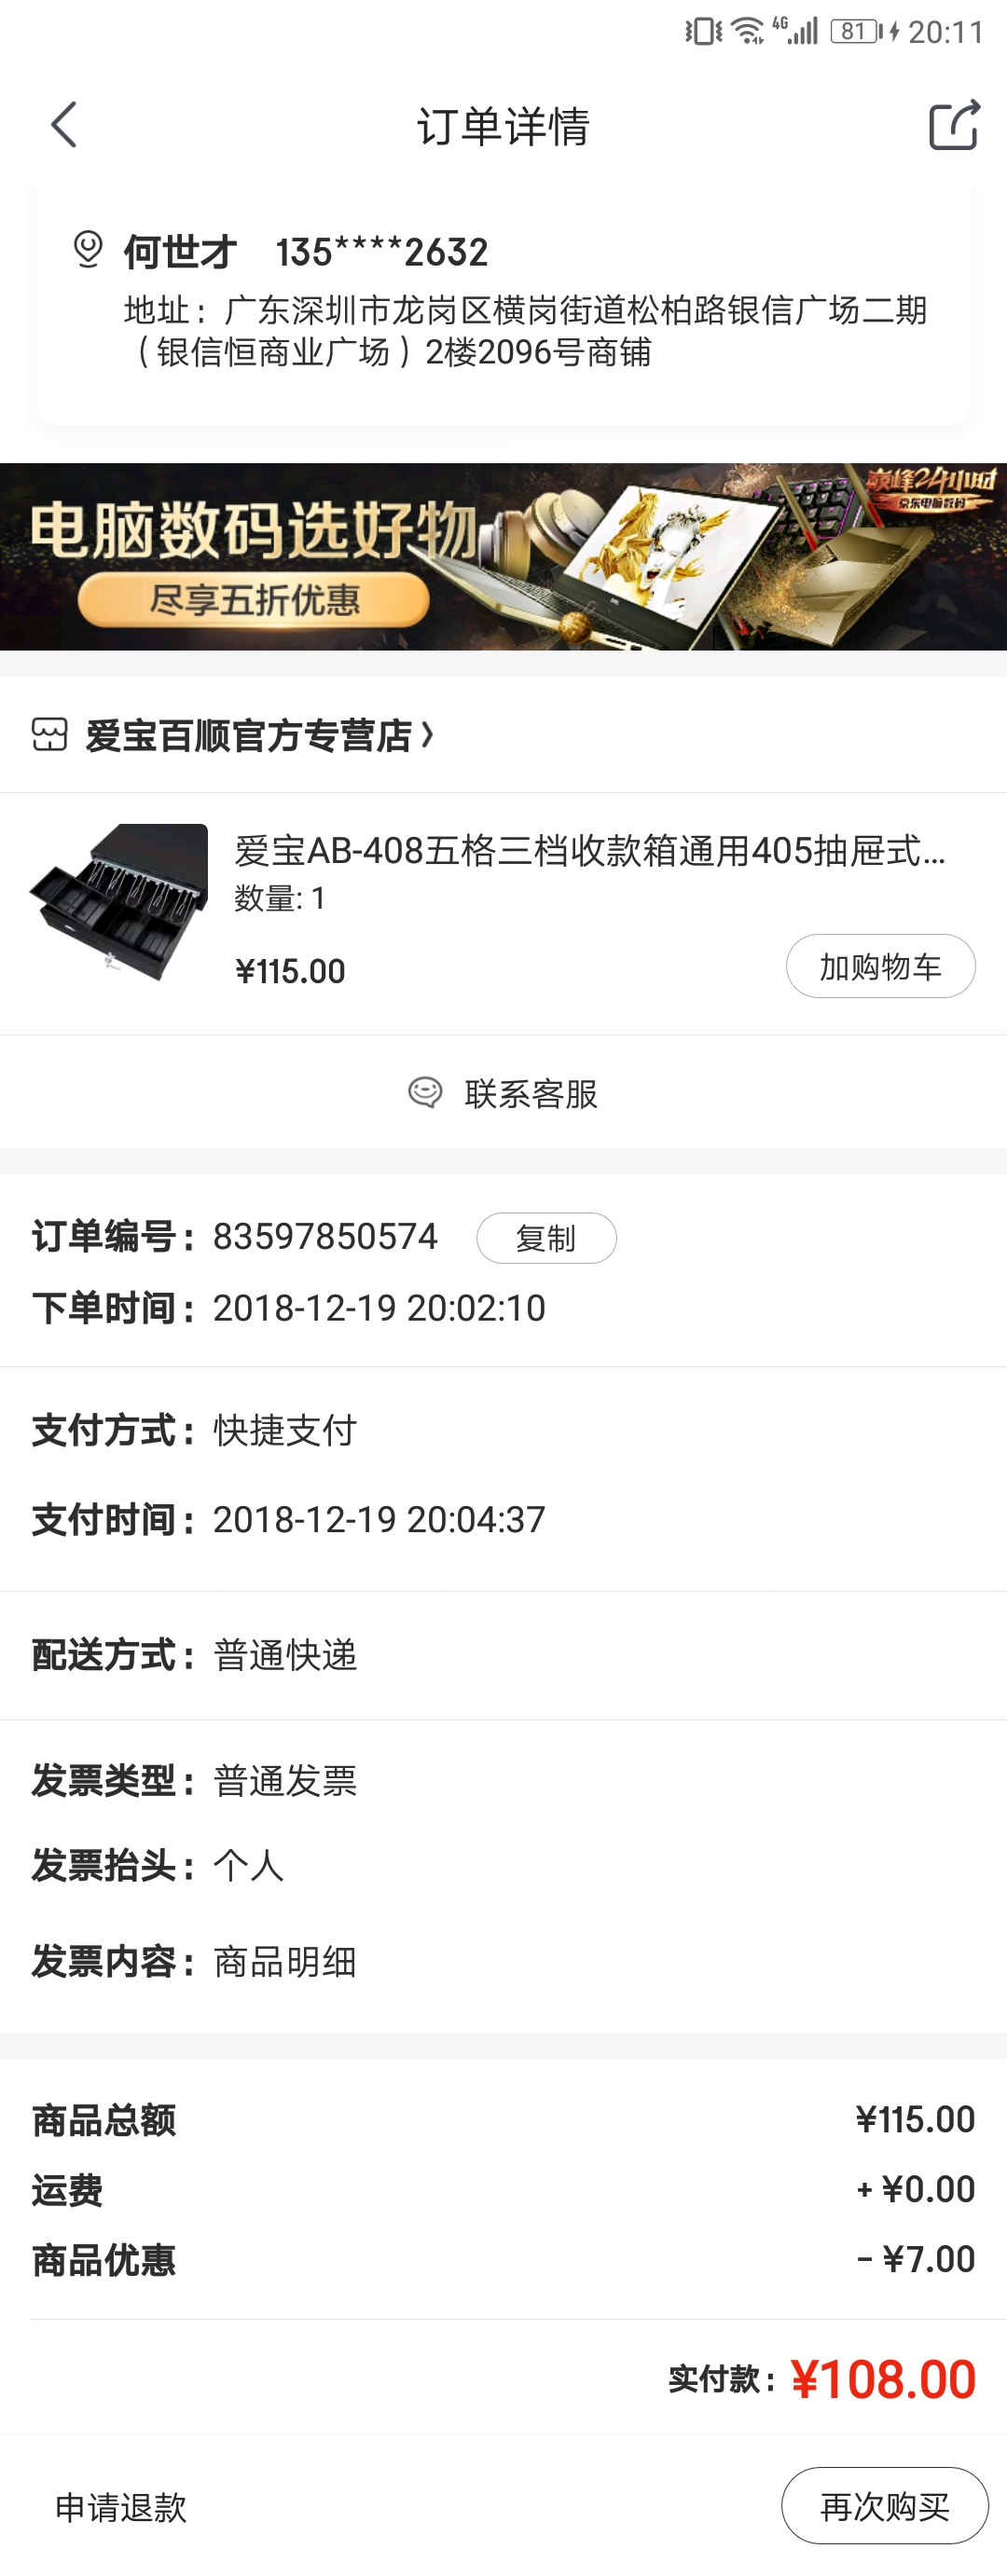 4G 81 20:11
订单详情
何世才 135****2632
地址：广东深圳市龙岗区横岗街道松柏路银信广场二期
（银信恒商业广场）2楼2096号商铺
巅峰24小时
京东电脑数码
电脑数码选好物
尽享五折优惠
爱宝百顺官方专营店
爱宝AB-408五格三档收款箱通用405抽屉式...
数量: 1
¥115.00
加购物车
联系客服
订单编号：83597850574 复制
下单时间：2018-12-19 20:02:10
支付方式：快捷支付
支付时间：2018-12-19 20:04:37
配送方式：普通快递
发票类型：普通发票
发票抬头：个人
发票内容：商品明细
商品总额 ¥115.00
运费 + ¥0.00
商品优惠 - ¥7.00
实付款：¥108.00
申请退款 再次购买